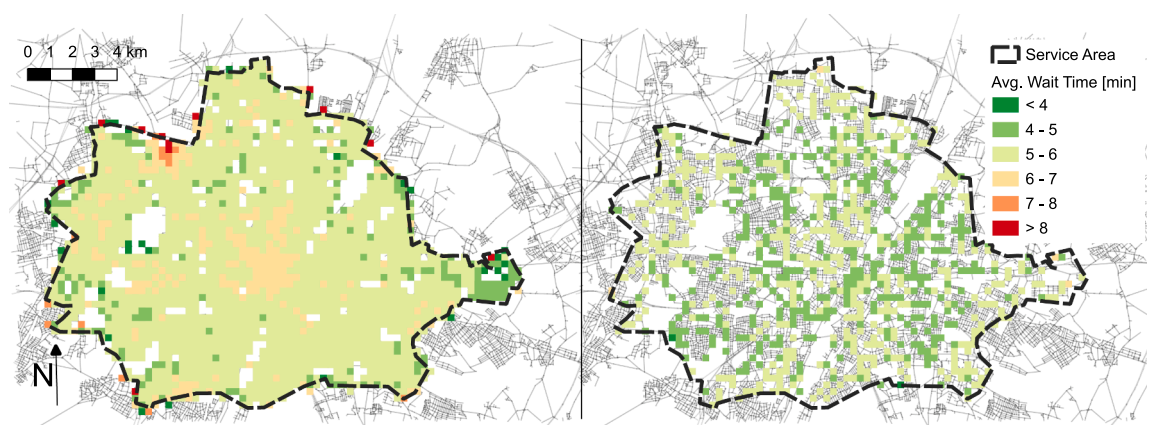 0 1 2 3 4 km
N
Service Area
Avg. Wait Time [min]
< 4
4 - 5
5 - 6
6 - 7
7 - 8
> 8